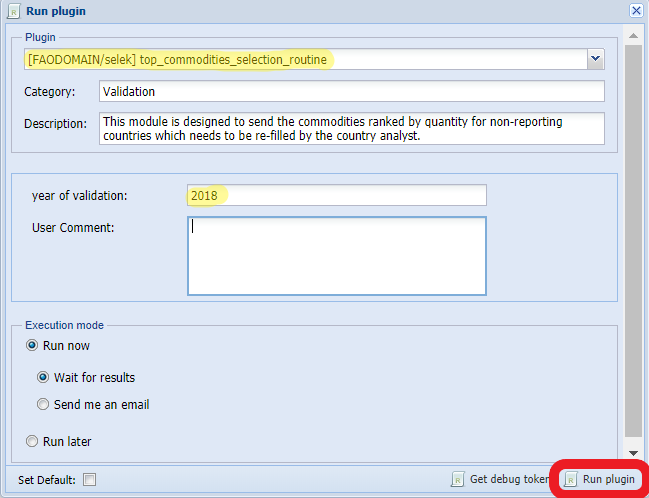 Run plugin
Plugin
[FAODOMAIN/selek] top_commodities_selection_routine
Category:
Validation
Description:
This module is designed to send the commodities ranked by quantity for non-reporting
countries which needs to be re-filled by the country analyst.
year of validation:
2018
User Comment:
Execution mode
Run now
Wait for results
Send me an email
Run later
Set Default:
Get debug token
Run plugin